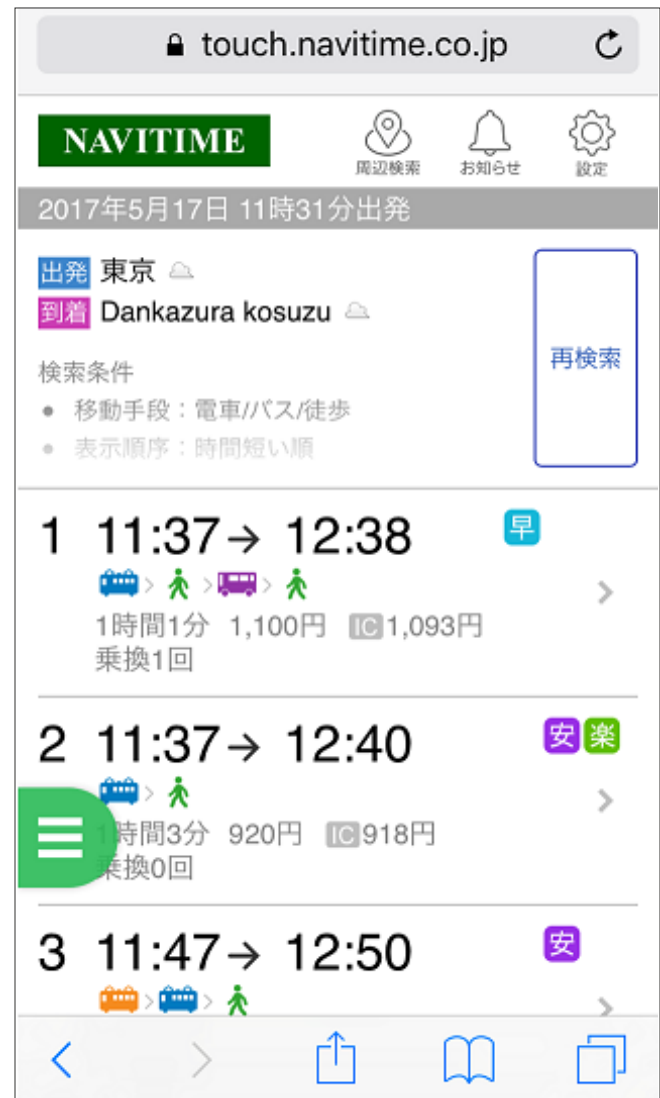 touch.navitime.co.jp
NAVITIME
周辺検索
お知らせ
設定
2017年5月17日 11時31分出発
出発 東京
到着 Dankazura kosuzu
再検索
検索条件
• 移動手段：電車/バス/徒歩
• 表示順序：時間短い順
1 11:37→ 12:38 早
1時間1分 1,100円 IC1,093円
乗換1回
2 11:37→ 12:40 安 楽
1時間3分 920円 IC918円
乗換0回
3 11:47→ 12:50 安